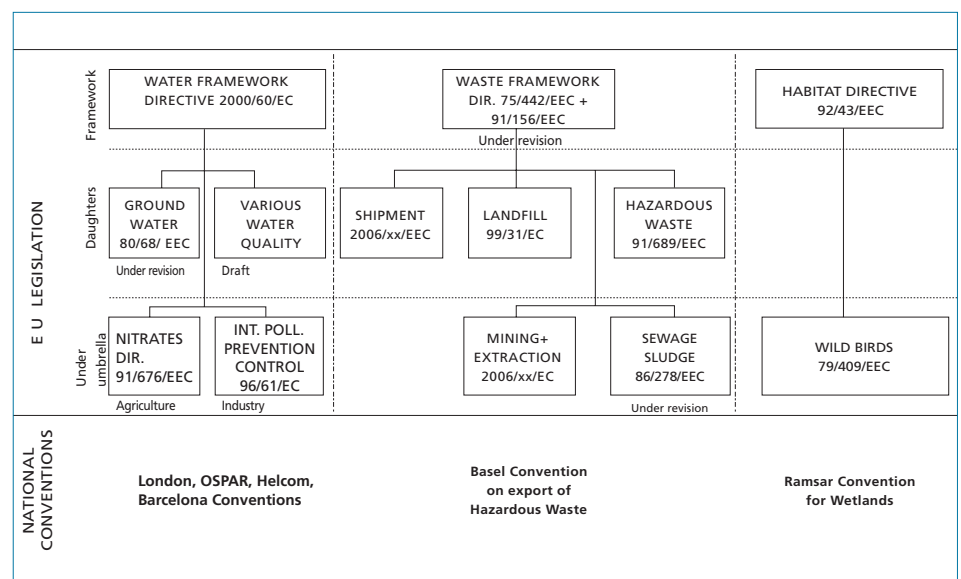 E U LEGISLATION
Framework
WATER FRAMEWORK
DIRECTIVE 2000/60/EC
WASTE FRAMEWORK
DIR. 75/442/EEC +
91/156/EEC
Under revision
HABITAT DIRECTIVE
92/43/EEC
Daughters
GROUND
WATER
80/68/ EEC
Under revision
VARIOUS
WATER
QUALITY
Draft
SHIPMENT
2006/xx/EEC
LANDFILL
99/31/EC
HAZARDOUS
WASTE
91/689/EEC
Under
umbrella
NITRATES
DIR.
91/676/EEC
Agriculture
INT. POLL.
PREVENTION
CONTROL
96/61/EC
Industry
MINING+
EXTRACTION
2006/xx/EC
SEWAGE
SLUDGE
86/278/EEC
Under revision
WILD BIRDS
79/409/EEC
NATIONAL
CONVENTIONS
London, OSPAR, Helcom,
Barcelona Conventions
Basel Convention
on export of
Hazardous Waste
Ramsar Convention
for Wetlands